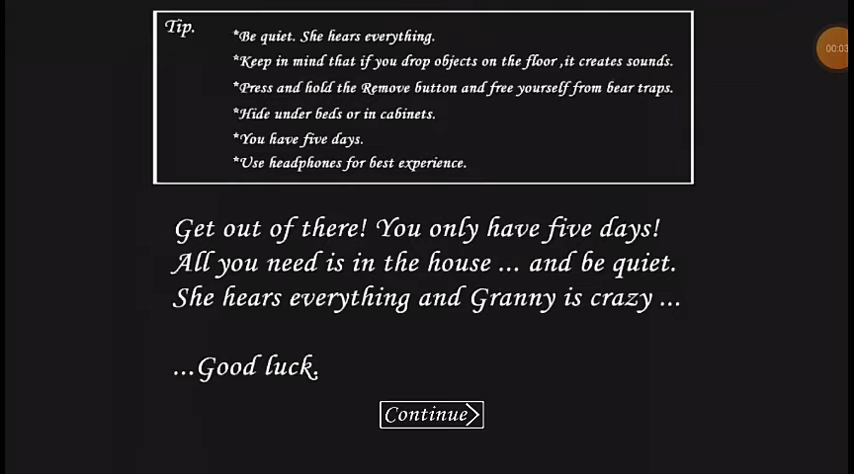 Tip.
*Be quiet. She hears everything.
*Keep in mind that if you drop objects on the floor ,it creates sounds.
*Press and hold the Remove button and free yourself from bear traps.
*Hide under beds or in cabinets.
*You have five days.
*Use headphones for best experience.
00:03
Get out of there! You only have five days!
All you need is in the house ... and be quiet.
She hears everything and Granny is crazy ...
...Good luck.
Continue